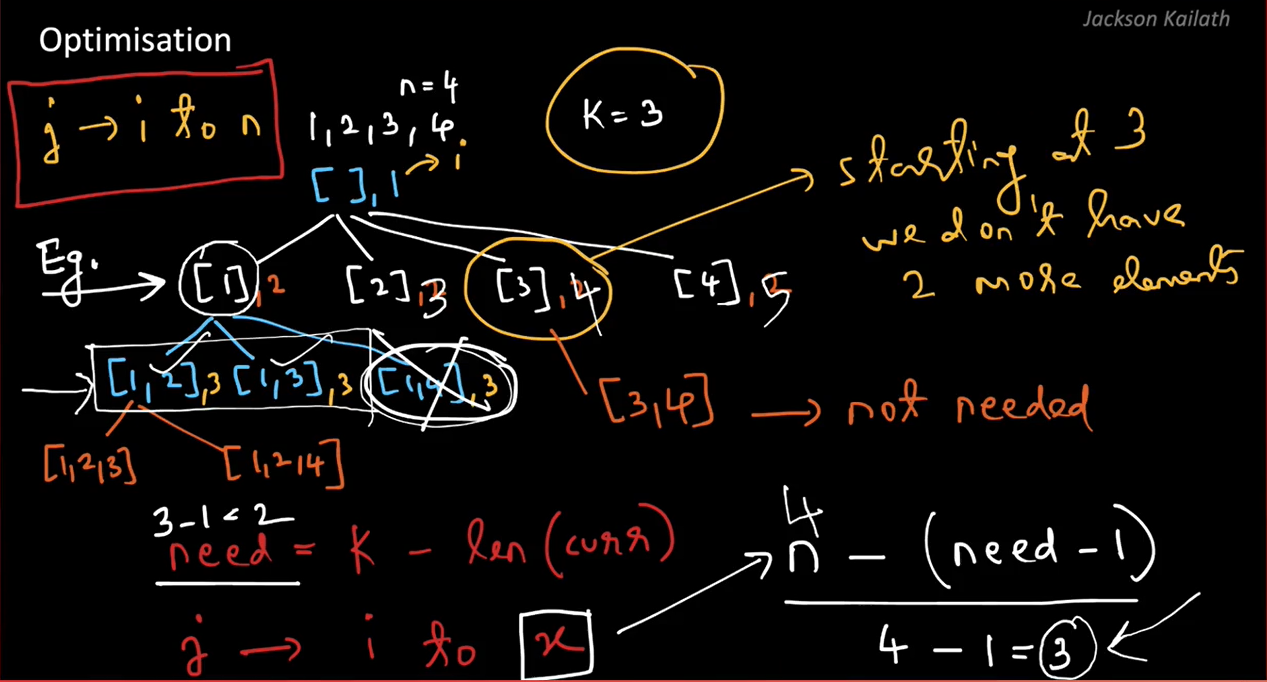 Jackson Kailath
Optimisation
j → i to n
n = 4
1, 2, 3, 4
[ ], 1 → i
K = 3
starting at 3
we don't have
2 more elements
Eg. → [1], 2 [2], 3 [3], 4 [4], 5
[1, 2], 3 [1, 3], 3 [1, 4], 3
[3, 4] → not needed
[1, 2, 3] [1, 2, 4]
3 - 1 = 2
need = K - len(curr)
4
n - (need - 1)
j → i to x
4 - 1 = 3